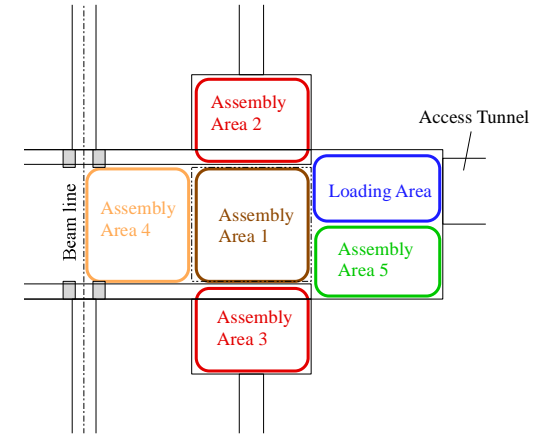 Assembly
Area 2
Access Tunnel
Beam line
Assembly
Area 4
Assembly
Area 1
Loading Area
Assembly
Area 5
Assembly
Area 3